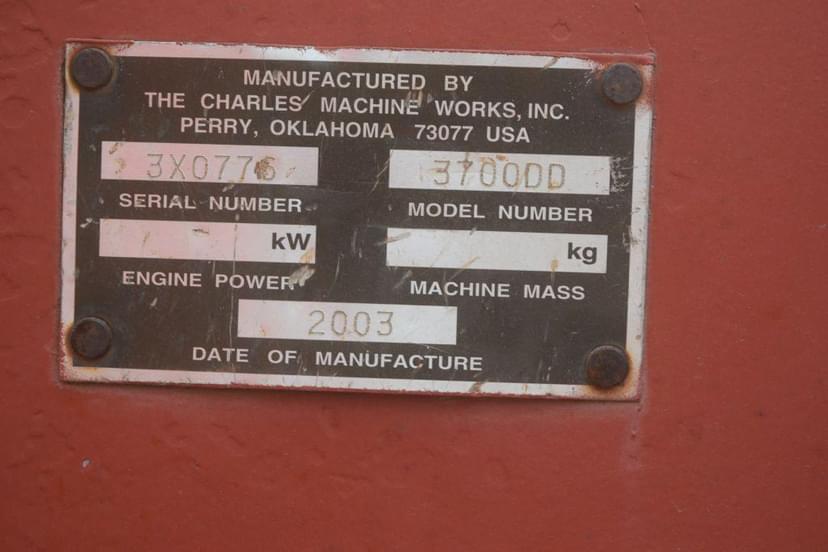 MANUFACTURED BY
THE CHARLES MACHINE WORKS, INC.
PERRY, OKLAHOMA 73077 USA
3700DD
SERIAL NUMBER
MODEL NUMBER
kW
kg
ENGINE POWER
MACHINE MASS
2003
DATE OF MANUFACTURE